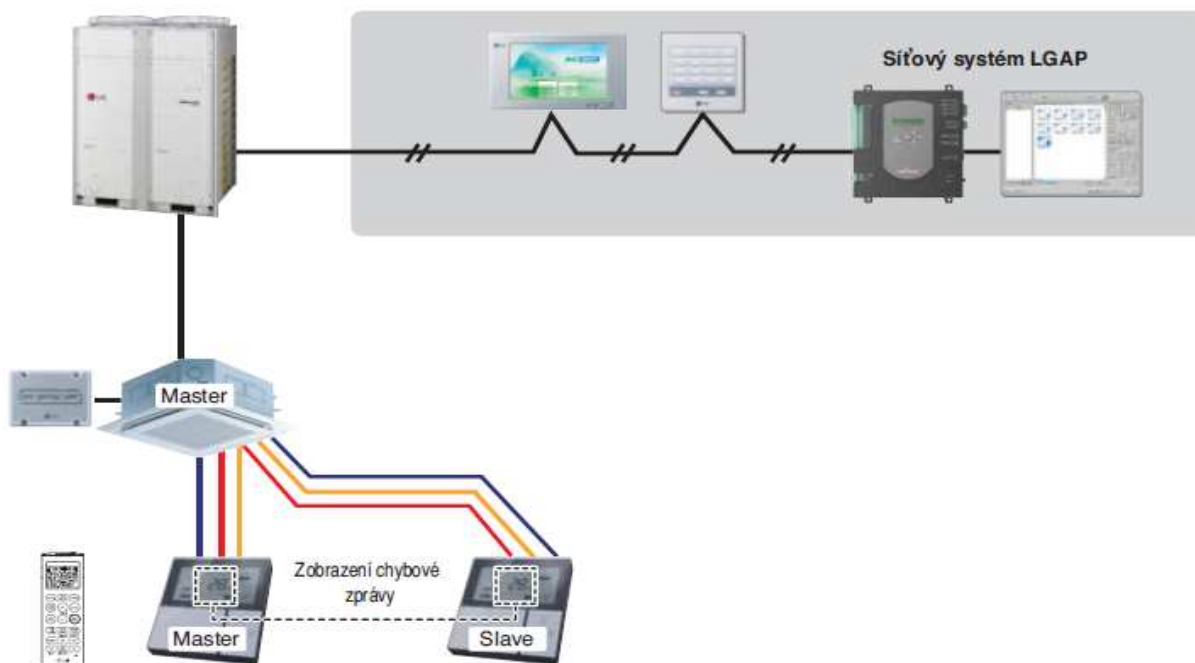 Síťový systém LGAP
Master
Zobrazení chybové
zprávy
Master
Slave